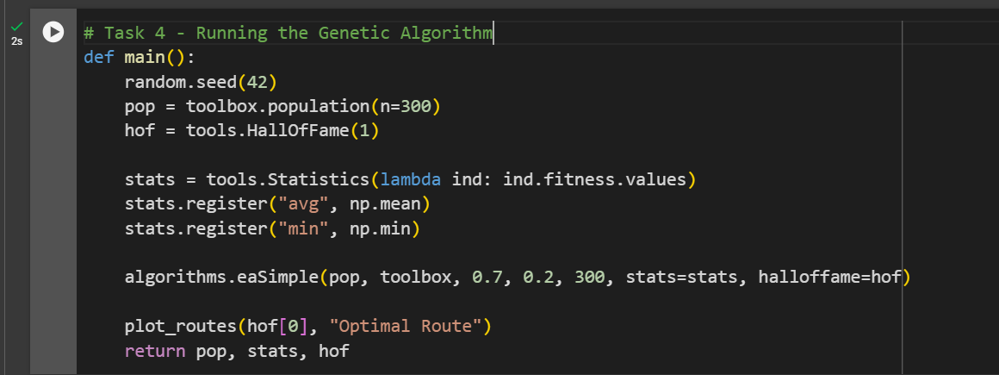 # Task 4 - Running the Genetic Algorithm
2s
def main():
    random.seed(42)
    pop = toolbox.population(n=300)
    hof = tools.HallOfFame(1)
    stats = tools.Statistics(lambda ind: ind.fitness.values)
    stats.register("avg", np.mean)
    stats.register("min", np.min)
    algorithms.eaSimple(pop, toolbox, 0.7, 0.2, 300, stats=stats, halloffame=hof)
    plot_routes(hof[0], "Optimal Route")
    return pop, stats, hof